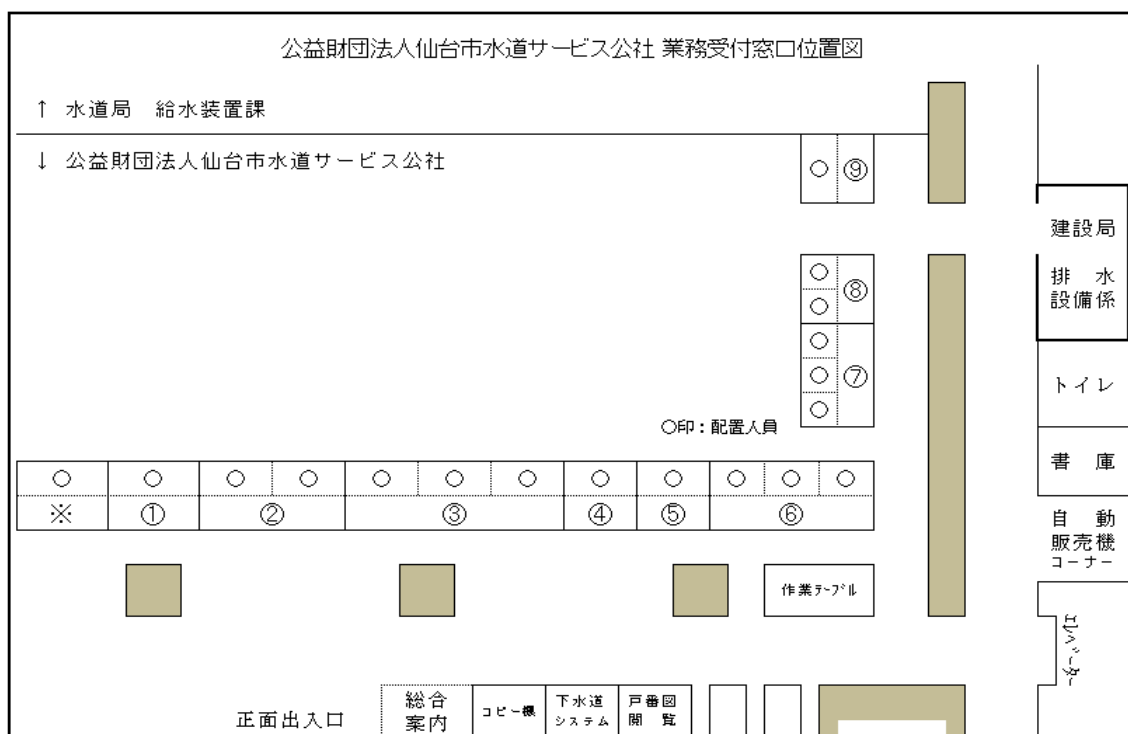 公益財団法人仙台市水道サービス公社 業務受付窓口位置図
↑ 水道局 給水装置課
↓ 公益財団法人仙台市水道サービス公社
○ ⑨
建設局
排 水
設備係
○
○
⑧
○
○
○
⑦
トイレ
○印：配置人員
書 庫
○ ○ ○ ○ ○ ○ ○ ○ ○ ○ ○ ○
※ ① ② ③ ④ ⑤ ⑥
自 動
販売機
コーナー
作業テーブル
エレベーター
正面出入口
総合
案内
コピー機
下水道
システム
戸番図
閲 覧